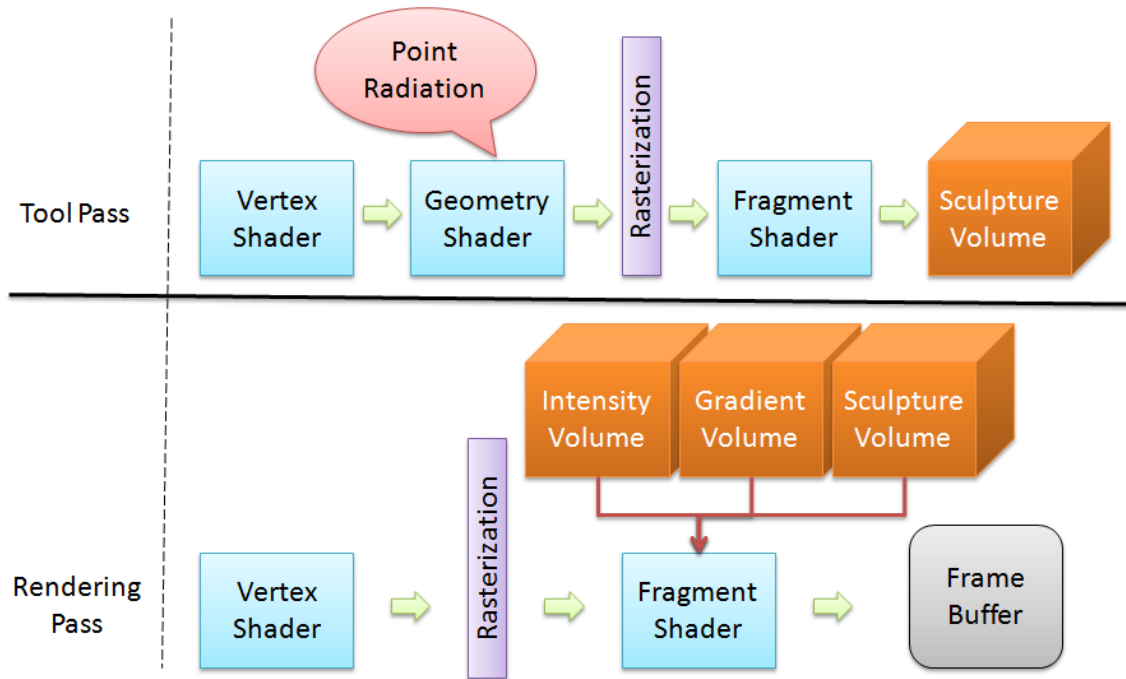 Point
Radiation
Tool Pass
Vertex
Shader
Geometry
Shader
Rasterization
Fragment
Shader
Sculpture
Volume
Intensity
Volume
Gradient
Volume
Sculpture
Volume
Rendering
Pass
Vertex
Shader
Rasterization
Fragment
Shader
Frame
Buffer